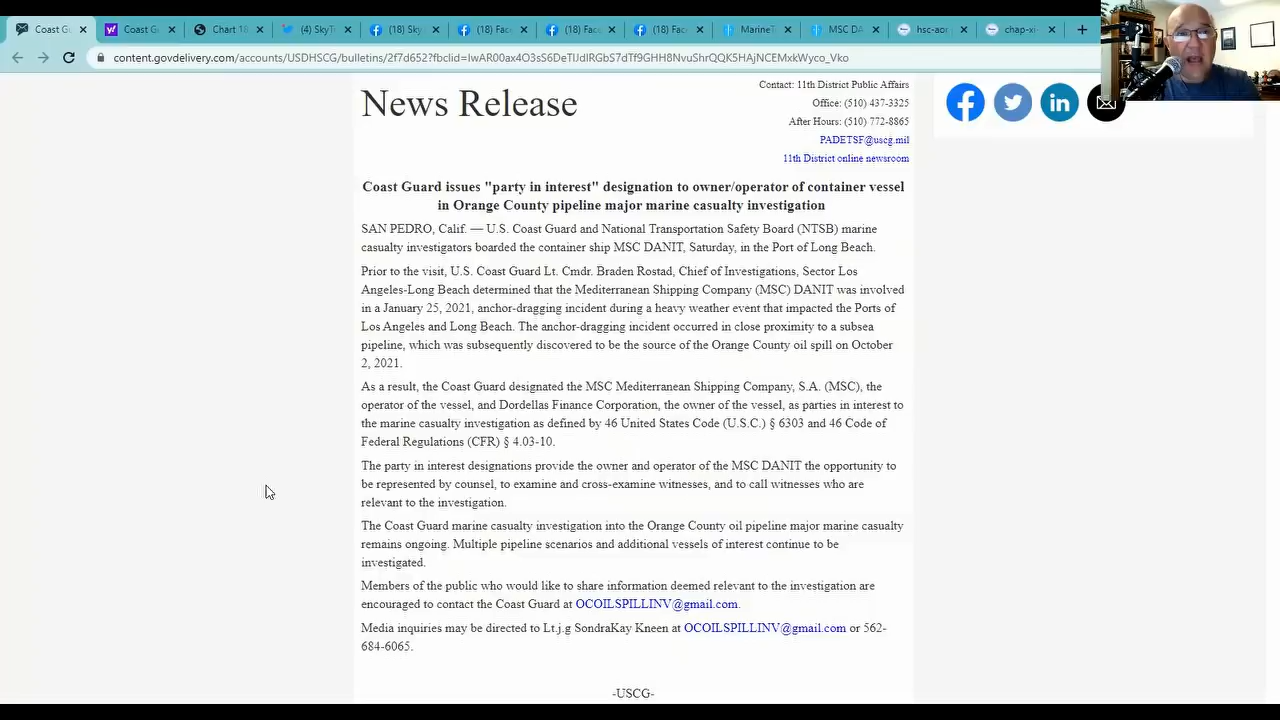 Coast Gu
Coast G
Chart 18
(4) SkyT
(18) Sky
(18) Fac
(18) Fac
(18) Fac
MarineT
MSC DA
hsc-aor
chap-xi-
content.govdelivery.com/accounts/USDHSCG/bulletins/2f7d652?fbclid=IwAR00ax4O3sS6DeTlJdIRGbS7dTf9GHH8NvuShrQQK5HAjNCEMxkWyco_Vko
News Release
Contact: 11th District Public Affairs
Office: (510) 437-3325
After Hours: (510) 772-8865
PADETSF@uscg.mil
11th District online newsroom
Coast Guard issues "party in interest" designation to owner/operator of container vessel
in Orange County pipeline major marine casualty investigation
SAN PEDRO, Calif. — U.S. Coast Guard and National Transportation Safety Board (NTSB) marine
casualty investigators boarded the container ship MSC DANIT, Saturday, in the Port of Long Beach.
Prior to the visit, U.S. Coast Guard Lt. Cmdr. Braden Rostad, Chief of Investigations, Sector Los
Angeles-Long Beach determined that the Mediterranean Shipping Company (MSC) DANIT was involved
in a January 25, 2021, anchor-dragging incident during a heavy weather event that impacted the Ports of
Los Angeles and Long Beach. The anchor-dragging incident occurred in close proximity to a subsea
pipeline, which was subsequently discovered to be the source of the Orange County oil spill on October
2, 2021.
As a result, the Coast Guard designated the MSC Mediterranean Shipping Company, S.A. (MSC), the
operator of the vessel, and Dordellas Finance Corporation, the owner of the vessel, as parties in interest to
the marine casualty investigation as defined by 46 United States Code (U.S.C.) § 6303 and 46 Code of
Federal Regulations (CFR) § 4.03-10.
The party in interest designations provide the owner and operator of the MSC DANIT the opportunity to
be represented by counsel, to examine and cross-examine witnesses, and to call witnesses who are
relevant to the investigation.
The Coast Guard marine casualty investigation into the Orange County oil pipeline major marine casualty
remains ongoing. Multiple pipeline scenarios and additional vessels of interest continue to be
investigated.
Members of the public who would like to share information deemed relevant to the investigation are
encouraged to contact the Coast Guard at OCOILSPILLINV@gmail.com.
Media inquiries may be directed to Lt.j.g SondraKay Kneen at OCOILSPILLINV@gmail.com or 562-
684-6065.
-USCG-